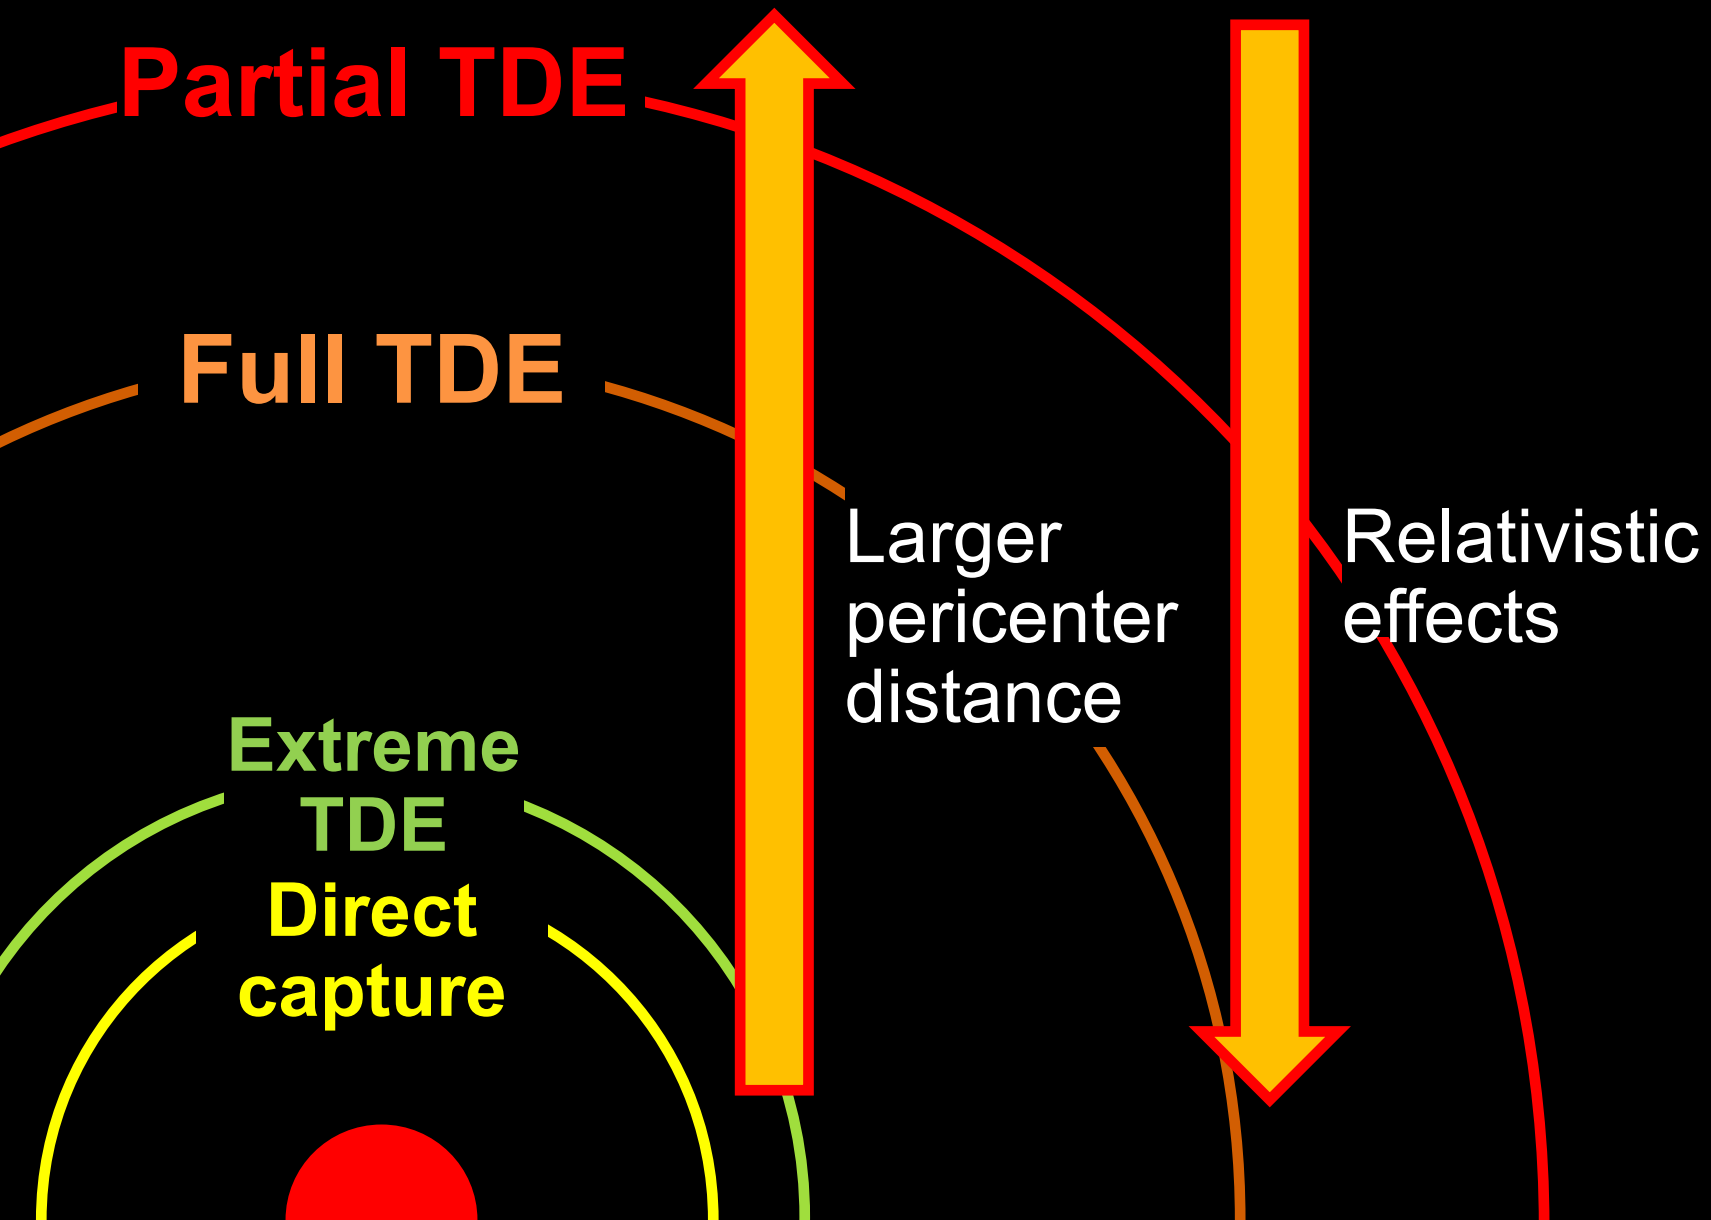 Partial TDE
Full TDE
Larger
pericenter
distance
Relativistic
effects
Extreme
TDE
Direct
capture